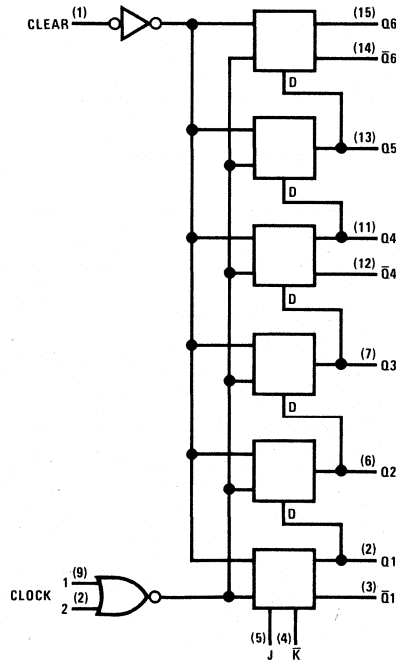 CLEAR (1) (15) Q6
(14) Q̅6
D
(13) Q5
D
(11) Q4
(12) Q̅4
D
(7) Q3
D
(6) Q2
D
(2) Q1
(9)
1
CLOCK
(2)
2
(3) Q̅1
(5) (4)
J K̅